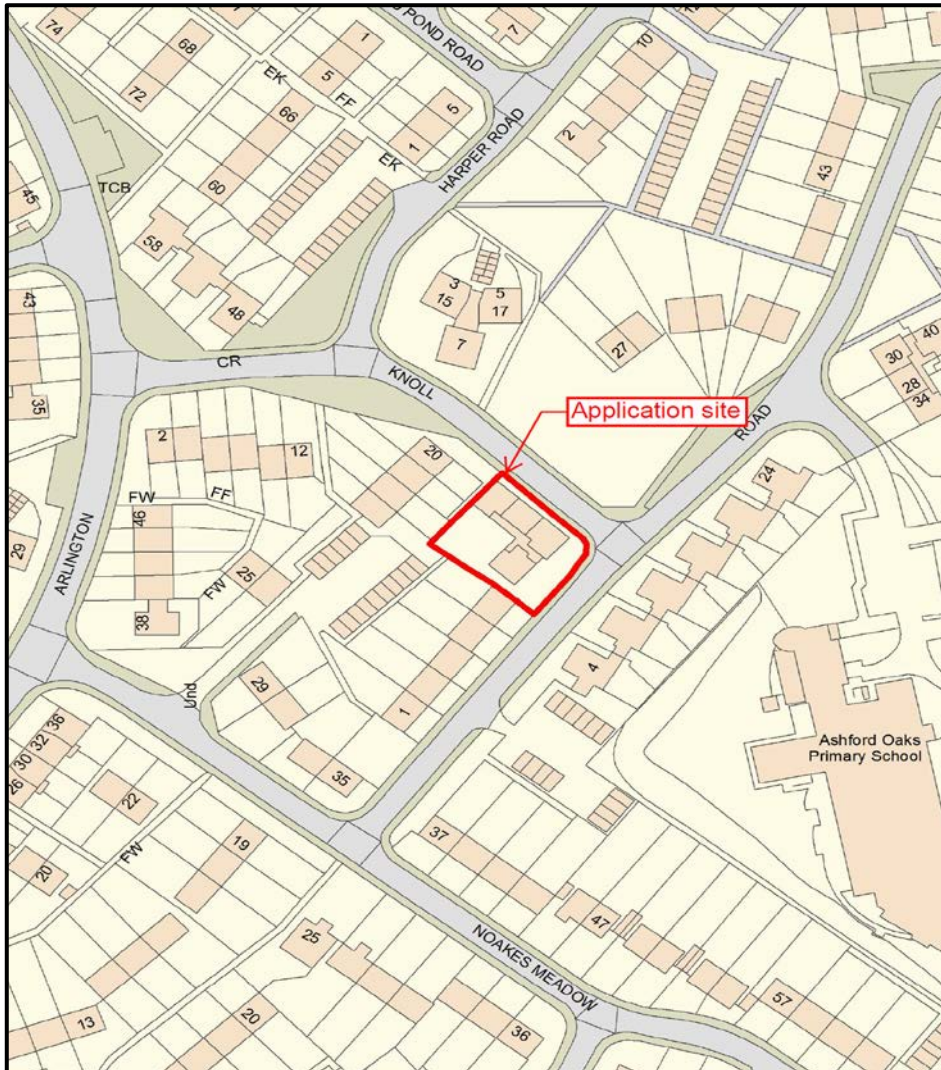 74
68
72
1
5
EK
FF
66
60
1
5
EK
POND ROAD
7
10
2
HARPER ROAD
43
TCB
45
58
48
3
15
5
17
7
27
40
30
28
34
43
35
CR
KNOLL
Application site
ROAD
2
12
20
24
FW
FF
46
25
FW
38
29
ARLINGTON
Und
29
1
35
4
Ashford Oaks
Primary School
36
32
30
26
22
20
FW
19
37
47
NOAKES MEADOW
25
57
13
20
36